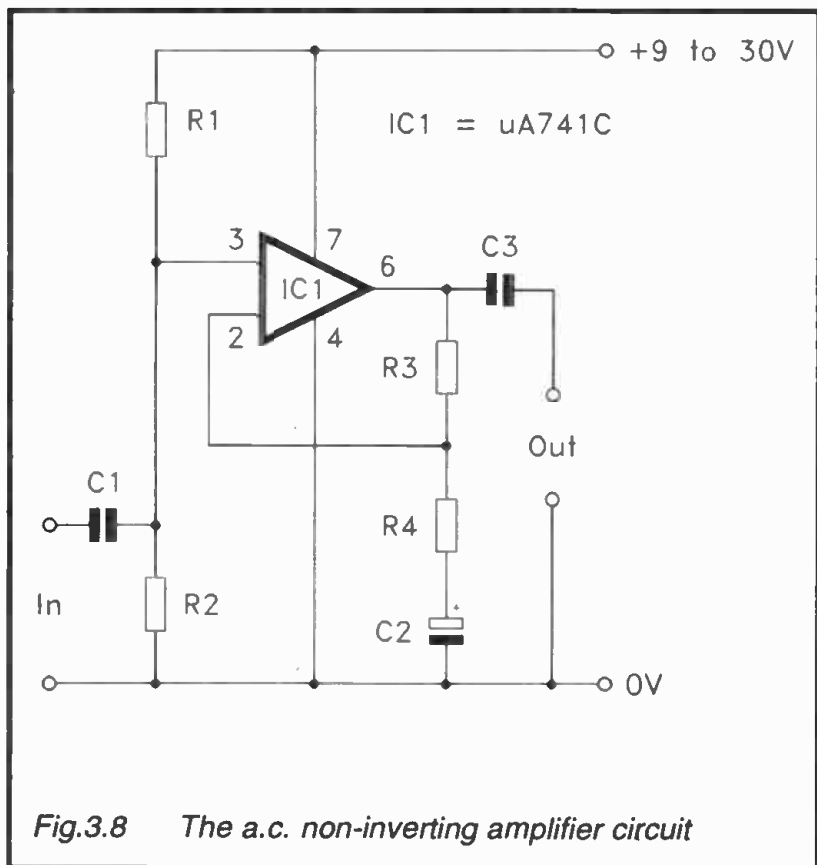 +9 to 30V
R1
IC1 = uA741C
3
7
C3
6
IC1
2
4
R3
Out
C1
R4
In
R2
+
C2
0V
Fig.3.8 The a.c. non-inverting amplifier circuit